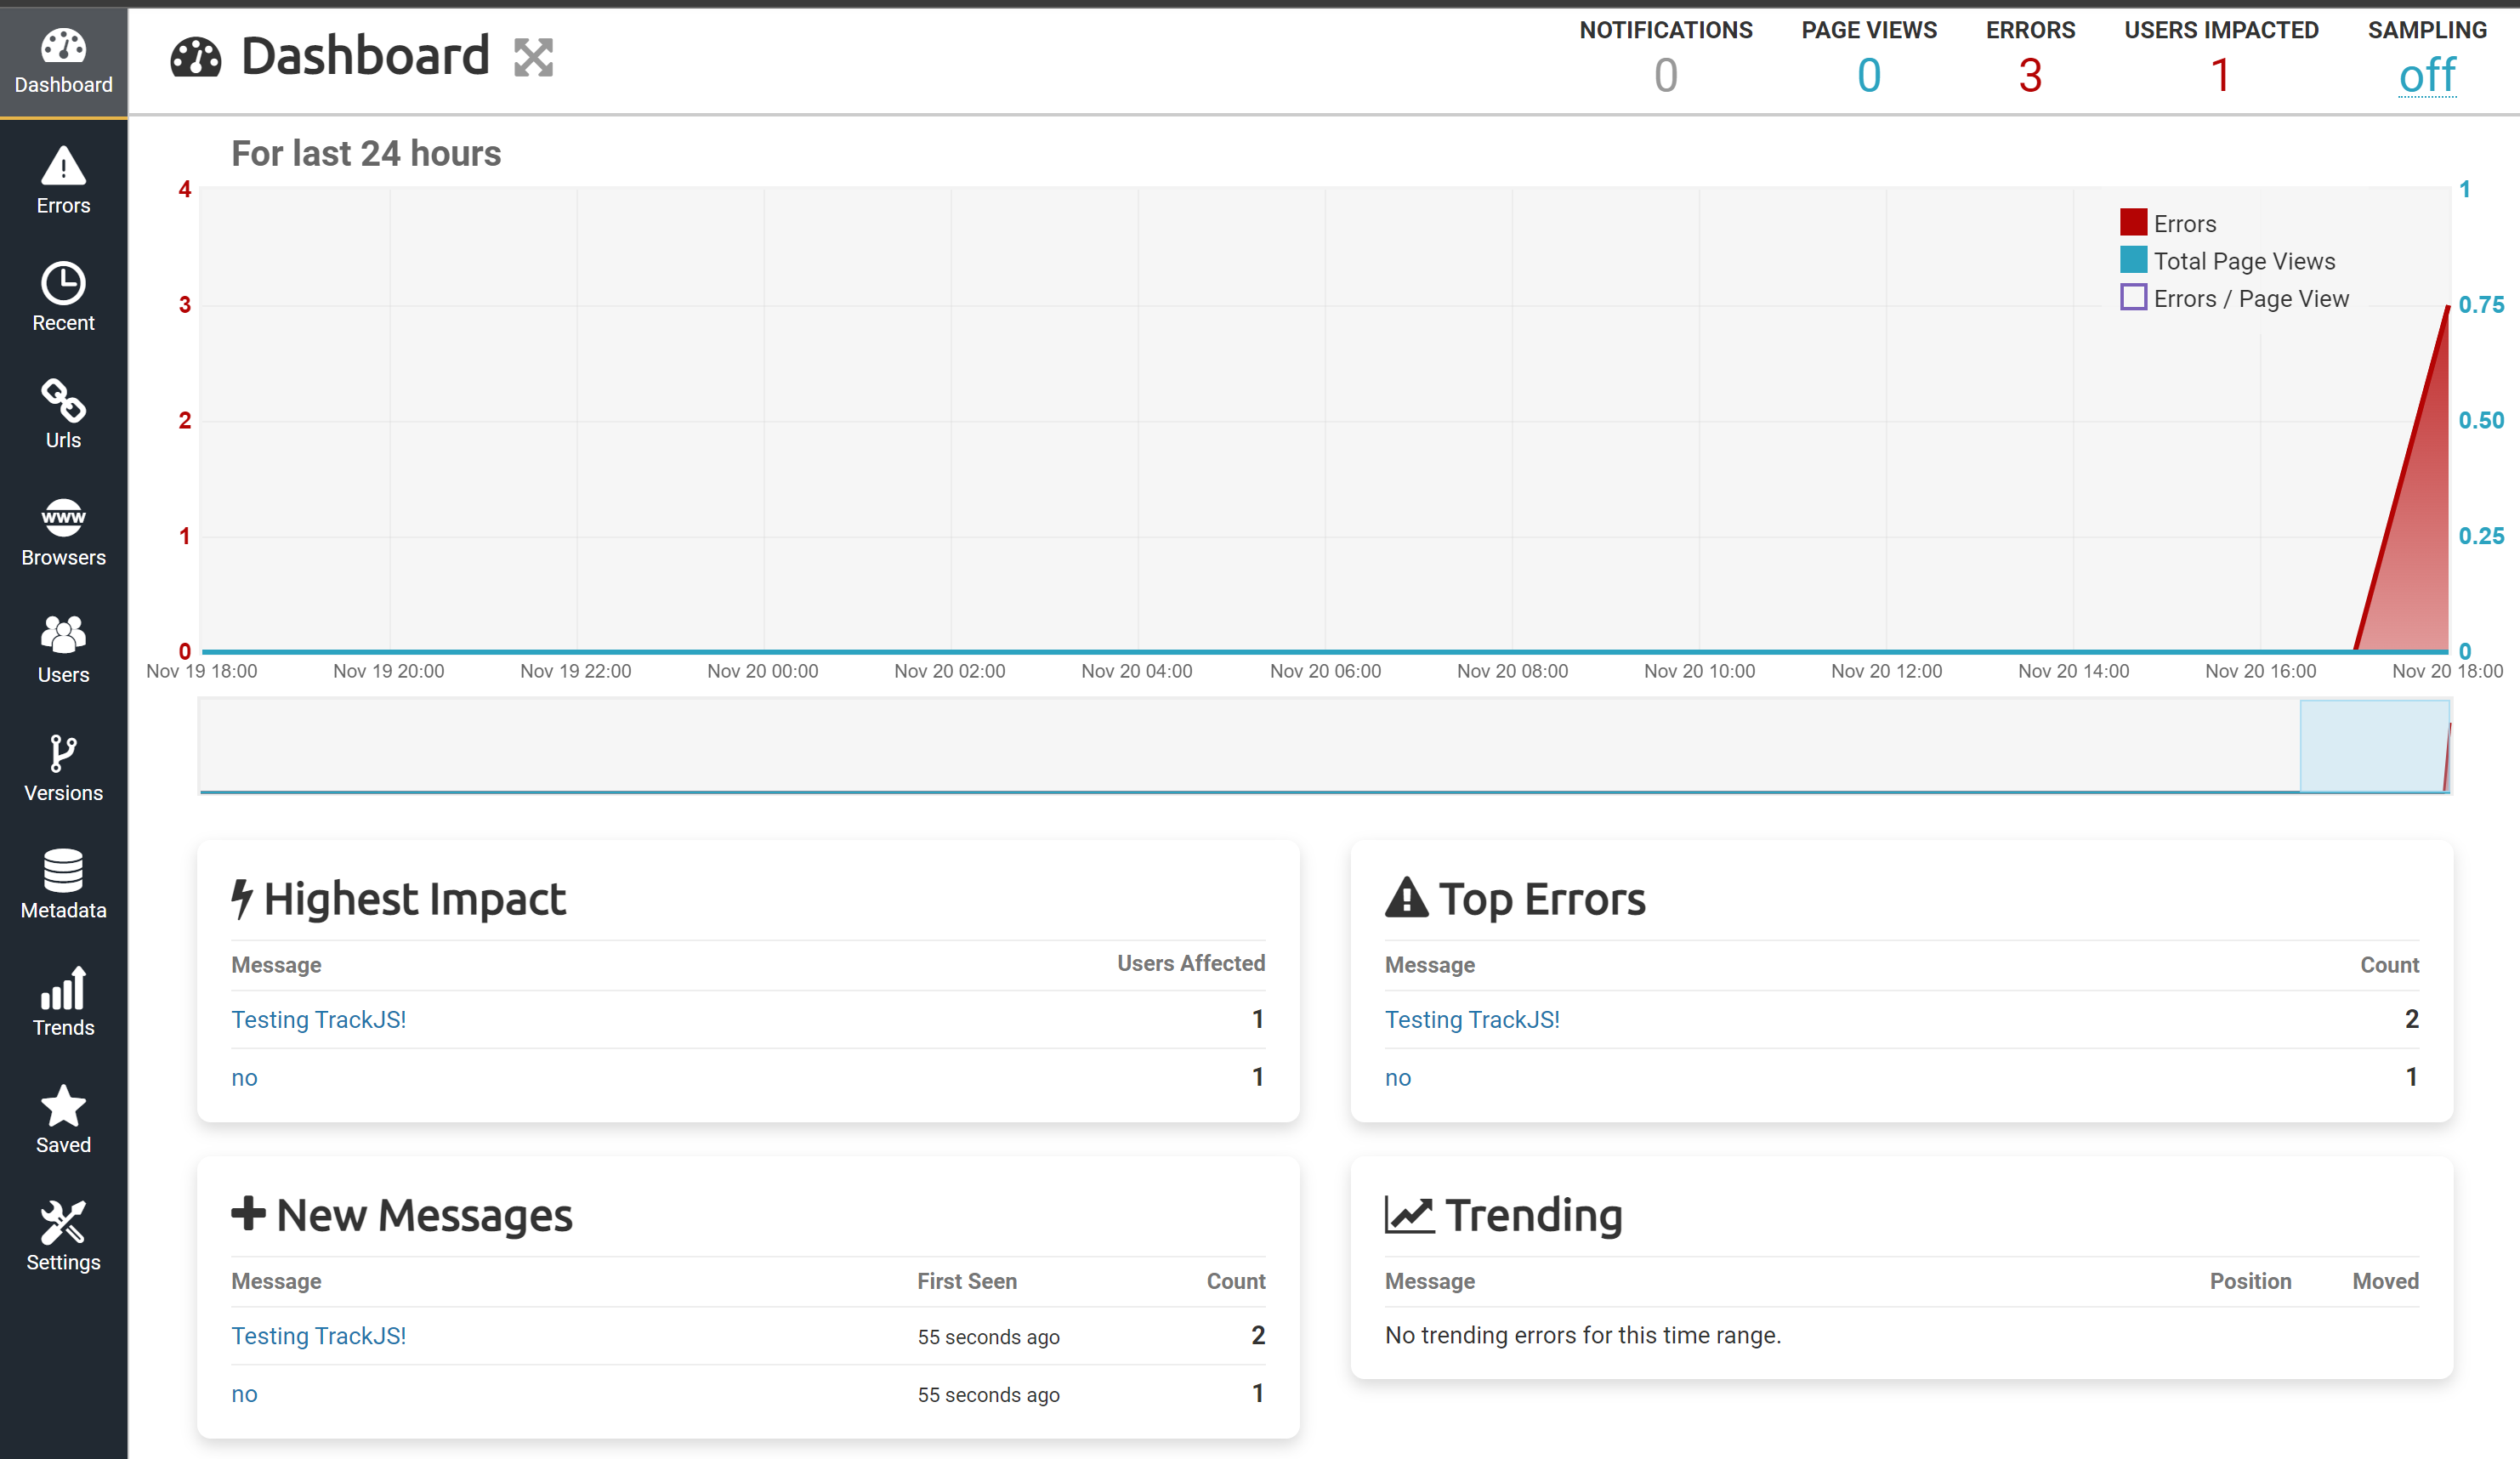 Dashboard
Errors
Recent
Urls
www
Browsers
Users
Versions
Metadata
Trends
Saved
Settings
Dashboard
NOTIFICATIONS PAGE VIEWS ERRORS USERS IMPACTED SAMPLING
0 0 3 1 off
For last 24 hours
4 1
3 0.75
2 0.50
1 0.25
0 0
Errors
Total Page Views
Errors / Page View
Nov 19 18:00 Nov 19 20:00 Nov 19 22:00 Nov 20 00:00 Nov 20 02:00 Nov 20 04:00 Nov 20 06:00 Nov 20 08:00 Nov 20 10:00 Nov 20 12:00 Nov 20 14:00 Nov 20 16:00 Nov 20 18:00
Highest Impact
Message Users Affected
Testing TrackJS! 1
no 1
Top Errors
Message Count
Testing TrackJS! 2
no 1
New Messages
Message First Seen Count
Testing TrackJS! 55 seconds ago 2
no 55 seconds ago 1
Trending
Message Position Moved
No trending errors for this time range.